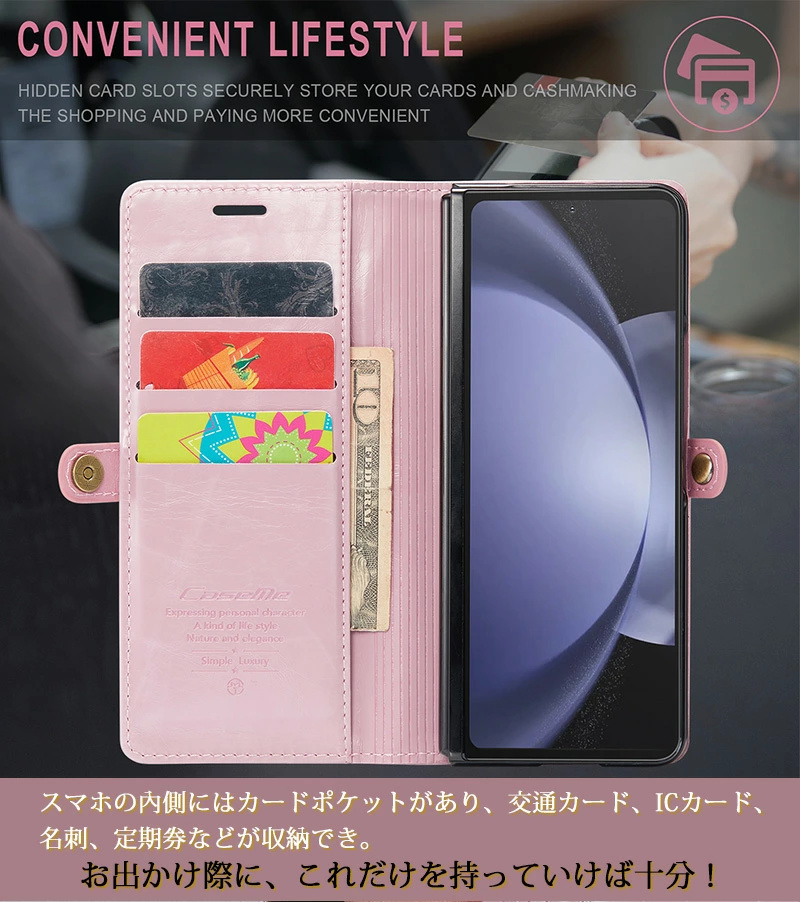 CONVENIENT LIFESTYLE
HIDDEN CARD SLOTS SECURELY STORE YOUR CARDS AND CASHMAKING
THE SHOPPING AND PAYING MORE CONVENIENT
$
10
FEDERAL
CaseMe
Expressing personal character
A kind of life style
Nature and elegance
Simple Luxury
スマホの内側にはカードポケットがあり、交通カード、ICカード、
名刺、定期券などが収納でき。
お出かけ際に、これだけを持っていけば十分！